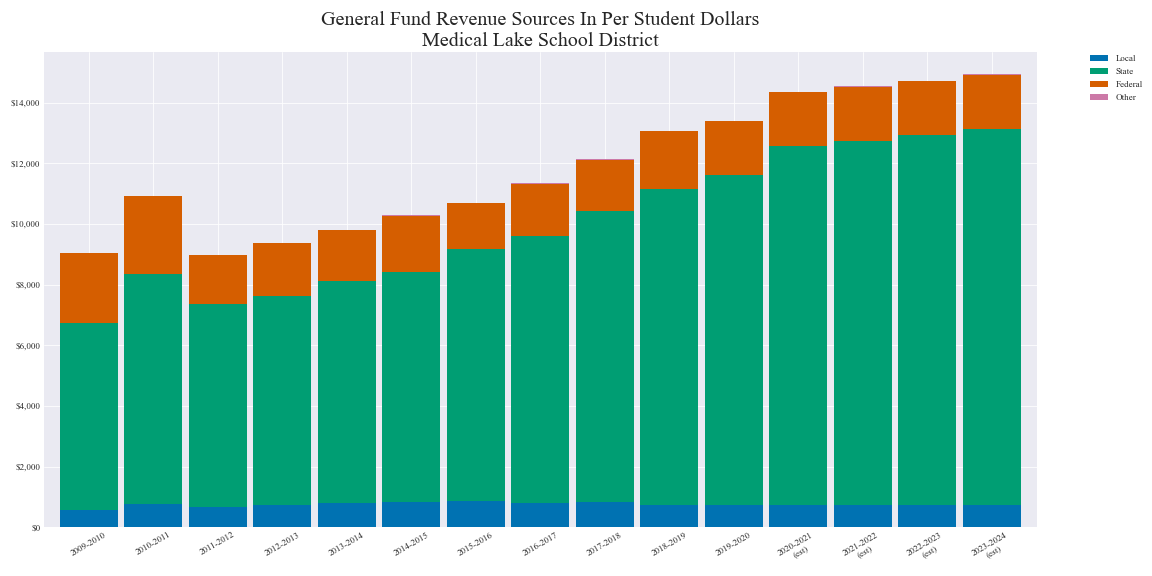 General Fund Revenue Sources In Per Student Dollars
Medical Lake School District
Local
State
Federal
Other
$14,000
$12,000
$10,000
$8,000
$6,000
$4,000
$2,000
$0
2009-2010
2010-2011
2011-2012
2012-2013
2013-2014
2014-2015
2015-2016
2016-2017
2017-2018
2018-2019
2019-2020
2020-2021
(est)
2021-2022
(est)
2022-2023
(est)
2023-2024
(est)